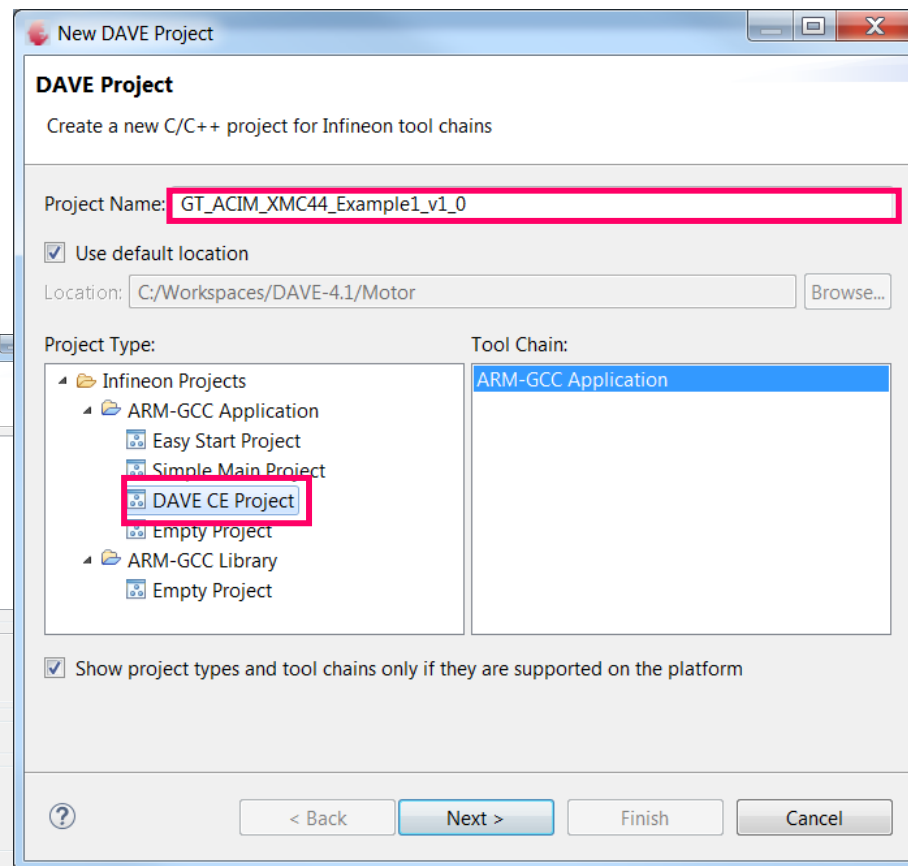 New DAVE Project
DAVE Project
Create a new C/C++ project for Infineon tool chains
Project Name: GT_ACIM_XMC44_Example1_v1_0
Use default location
Location: C:/Workspaces/DAVE-4.1/Motor Browse...
Project Type: Tool Chain:
Infineon Projects ARM-GCC Application
ARM-GCC Application
Easy Start Project
Simple Main Project
DAVE CE Project
Empty Project
ARM-GCC Library
Empty Project
Show project types and tool chains only if they are supported on the platform
? < Back Next > Finish Cancel